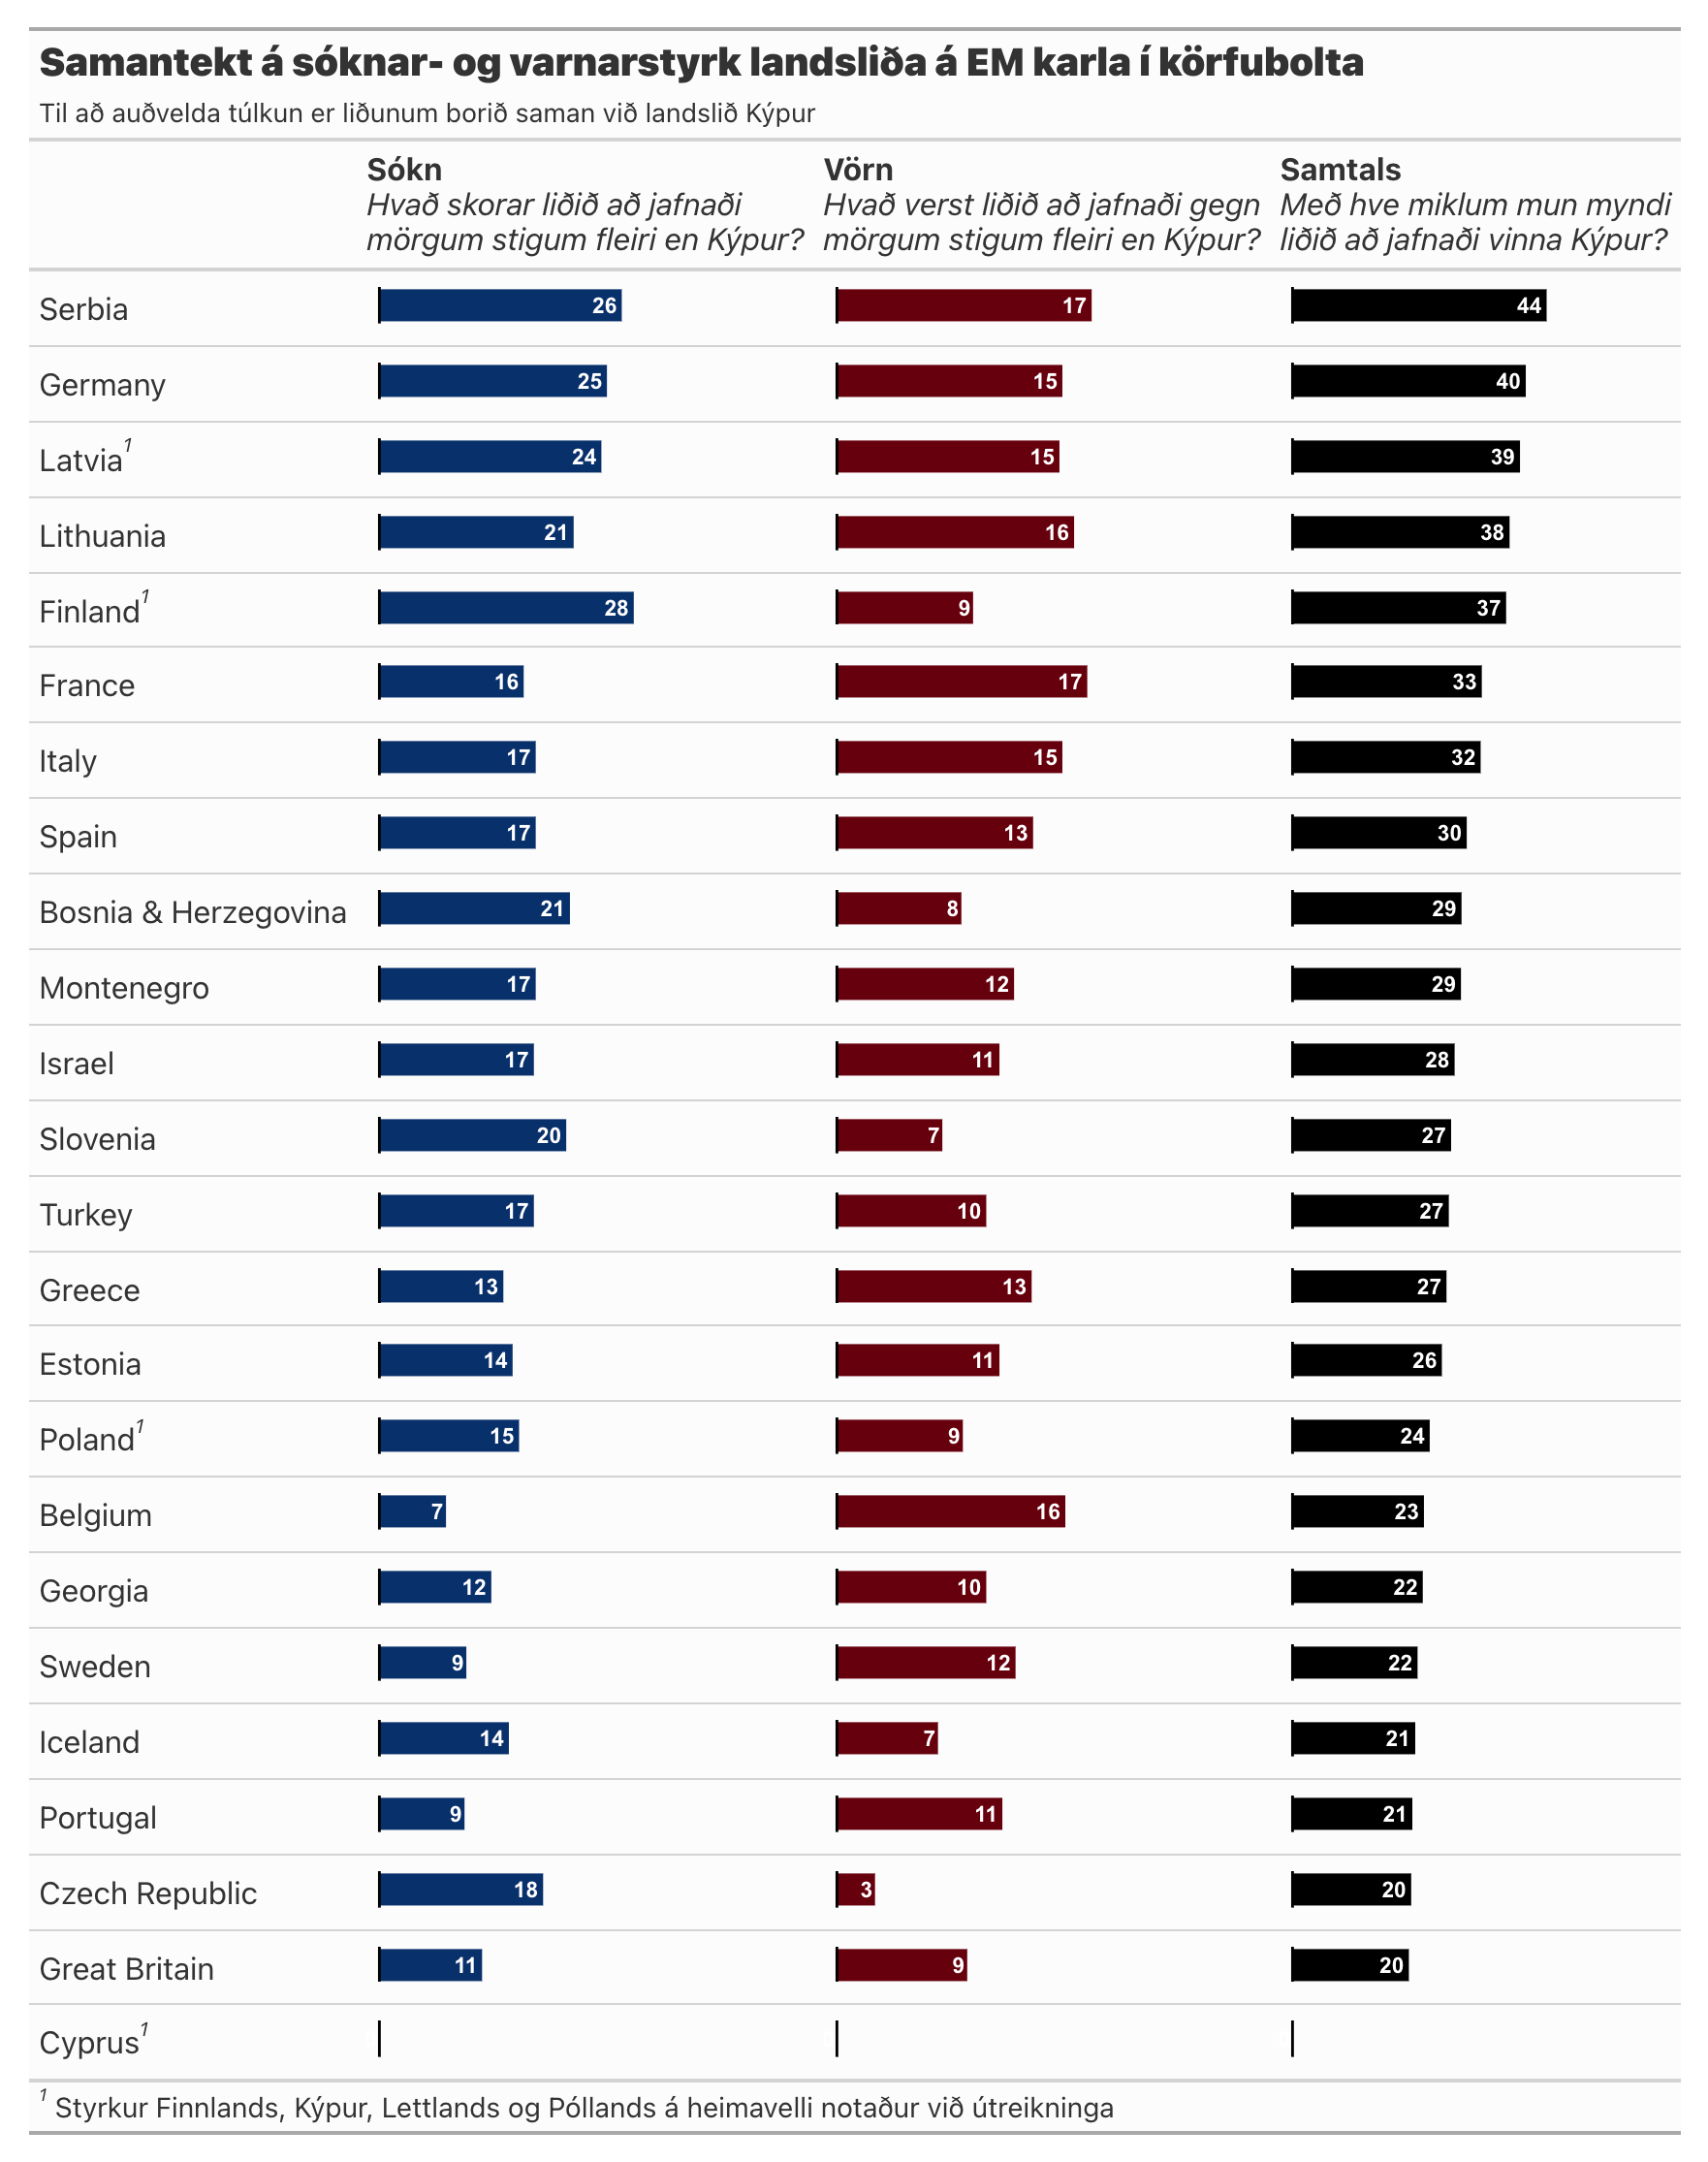 Samantekt á sóknar- og varnarstyrk landsliða á EM karla í körfubolta
Til að auðvelda túlkun er liðunum borið saman við landslið Kýpur
Sókn Vörn Samtals
Hvað skorar liðið að jafnaði Hvað verst liðið að jafnaði gegn Með hve miklum mun myndi
mörgum stigum fleiri en Kýpur? mörgum stigum fleiri en Kýpur? liðið að jafnaði vinna Kýpur?
Serbia 26 17 44
Germany 25 15 40
Latvia¹ 24 15 39
Lithuania 21 16 38
Finland¹ 28 9 37
France 16 17 33
Italy 17 15 32
Spain 17 13 30
Bosnia & Herzegovina 21 8 29
Montenegro 17 12 29
Israel 17 11 28
Slovenia 20 7 27
Turkey 17 10 27
Greece 13 13 27
Estonia 14 11 26
Poland¹ 15 9 24
Belgium 7 16 23
Georgia 12 10 22
Sweden 9 12 22
Iceland 14 7 21
Portugal 9 11 21
Czech Republic 18 3 20
Great Britain 11 9 20
Cyprus¹
¹ Styrkur Finnlands, Kýpur, Lettlands og Póllands á heimavelli notaður við útreikninga